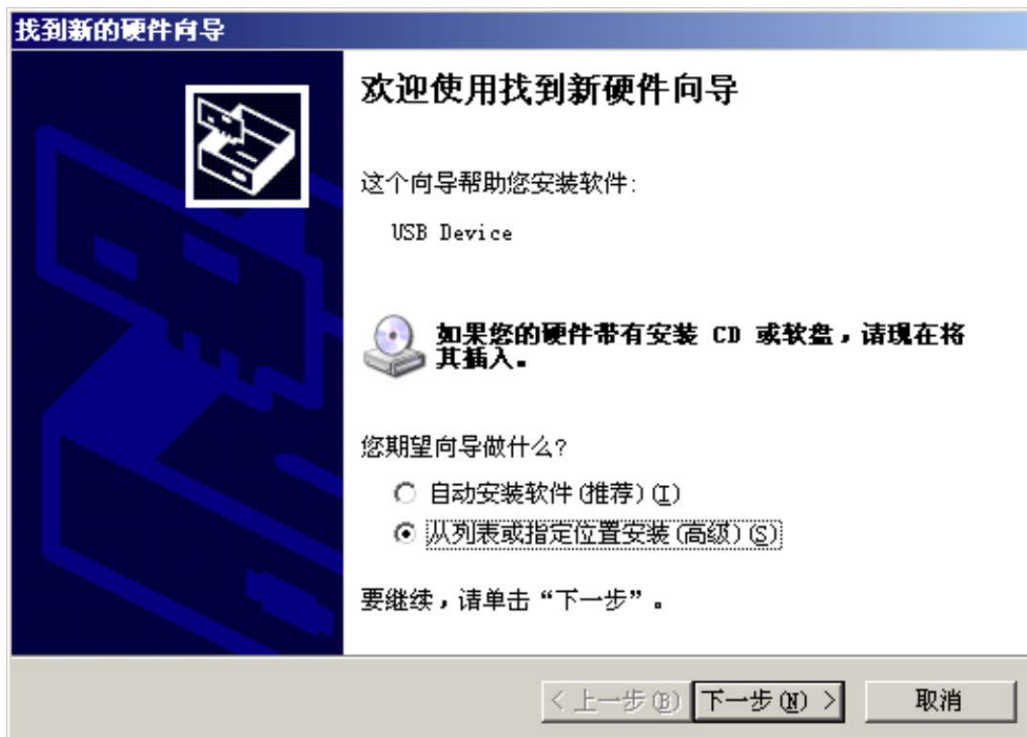 找到新的硬件向导
欢迎使用找到新硬件向导
这个向导帮助您安装软件:
USB Device
如果您的硬件带有安装 CD 或软盘，请现在将
其插入。
您期望向导做什么?
自动安装软件(推荐)(I)
从列表或指定位置安装(高级)(S)
要继续，请单击“下一步”。
< 上一步(B) 下一步(N) > 取消